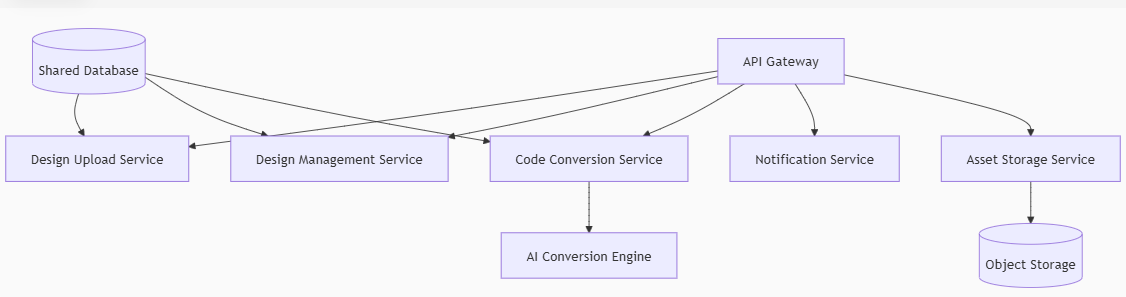 Shared Database
API Gateway
Design Upload Service
Design Management Service
Code Conversion Service
Notification Service
Asset Storage Service
AI Conversion Engine
Object Storage